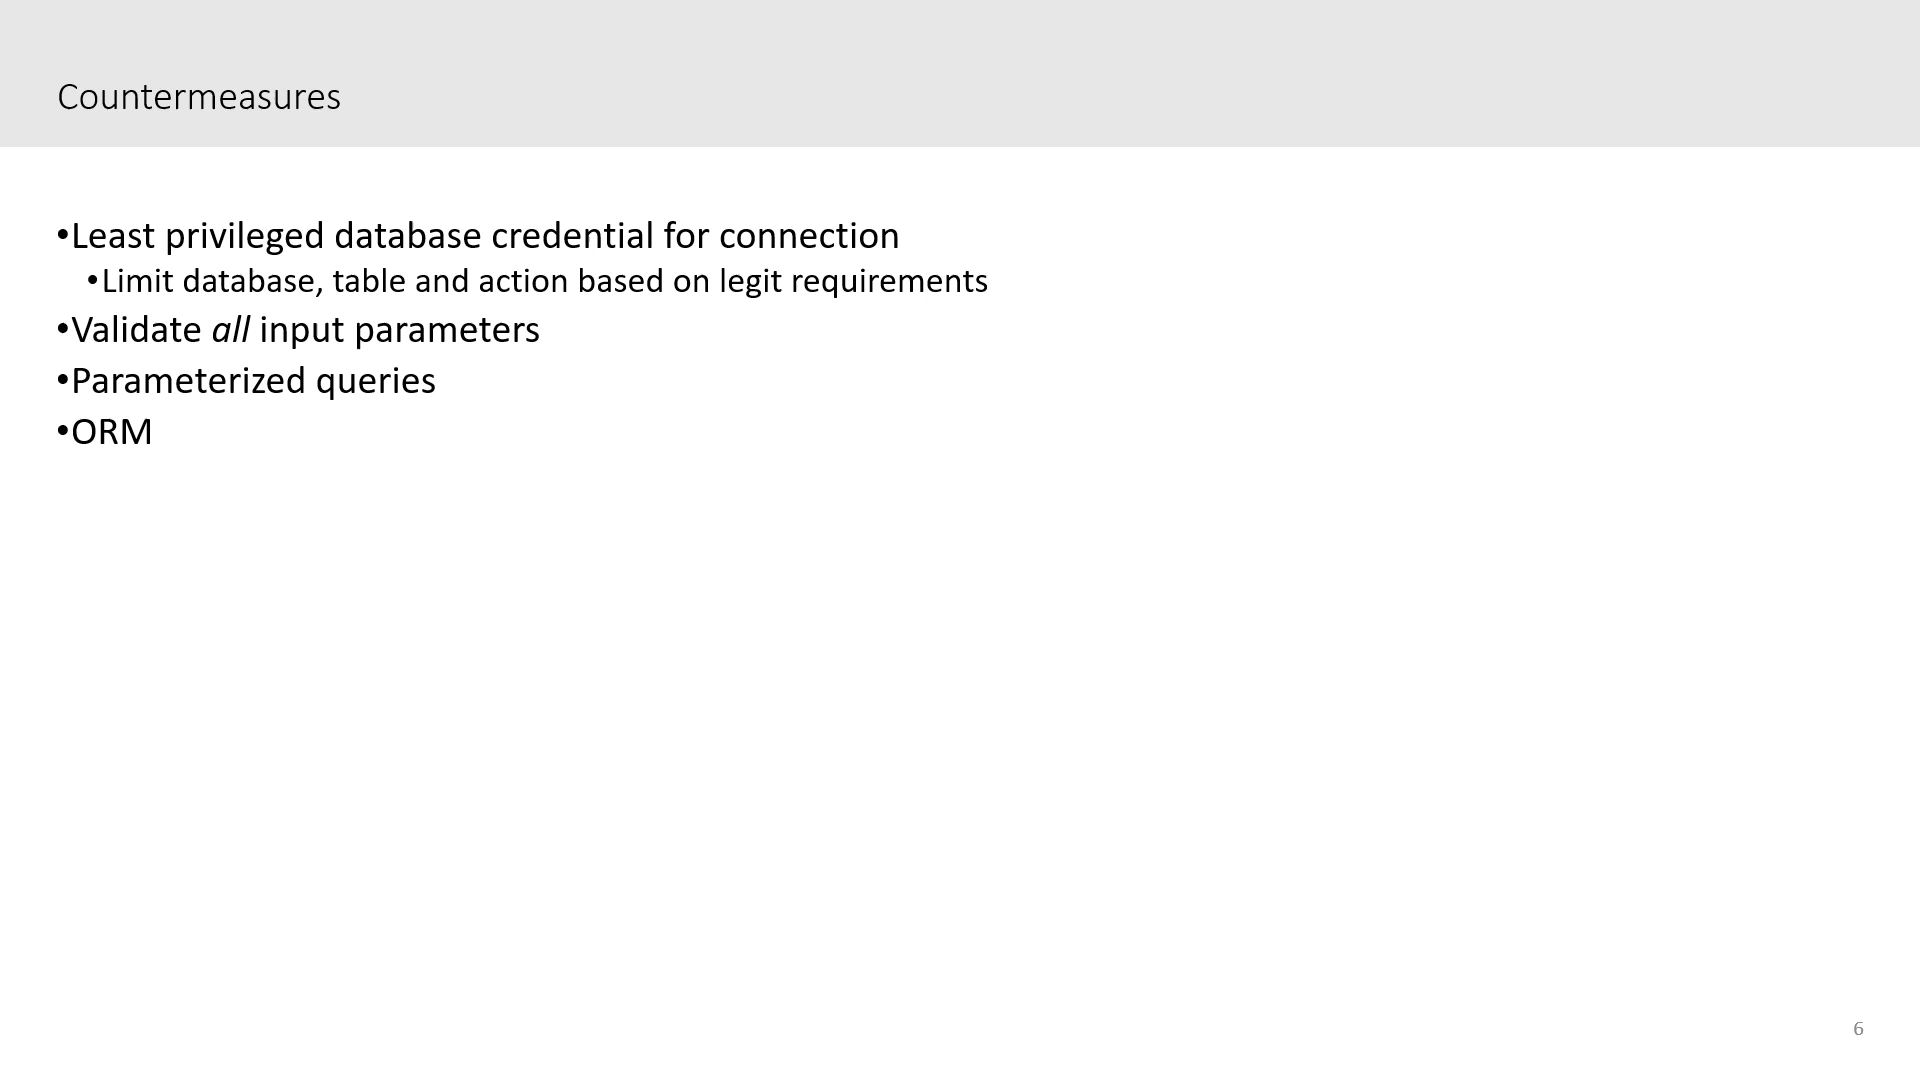 Countermeasures
•Least privileged database credential for connection
•Limit database, table and action based on legit requirements
•Validate all input parameters
•Parameterized queries
•ORM
6